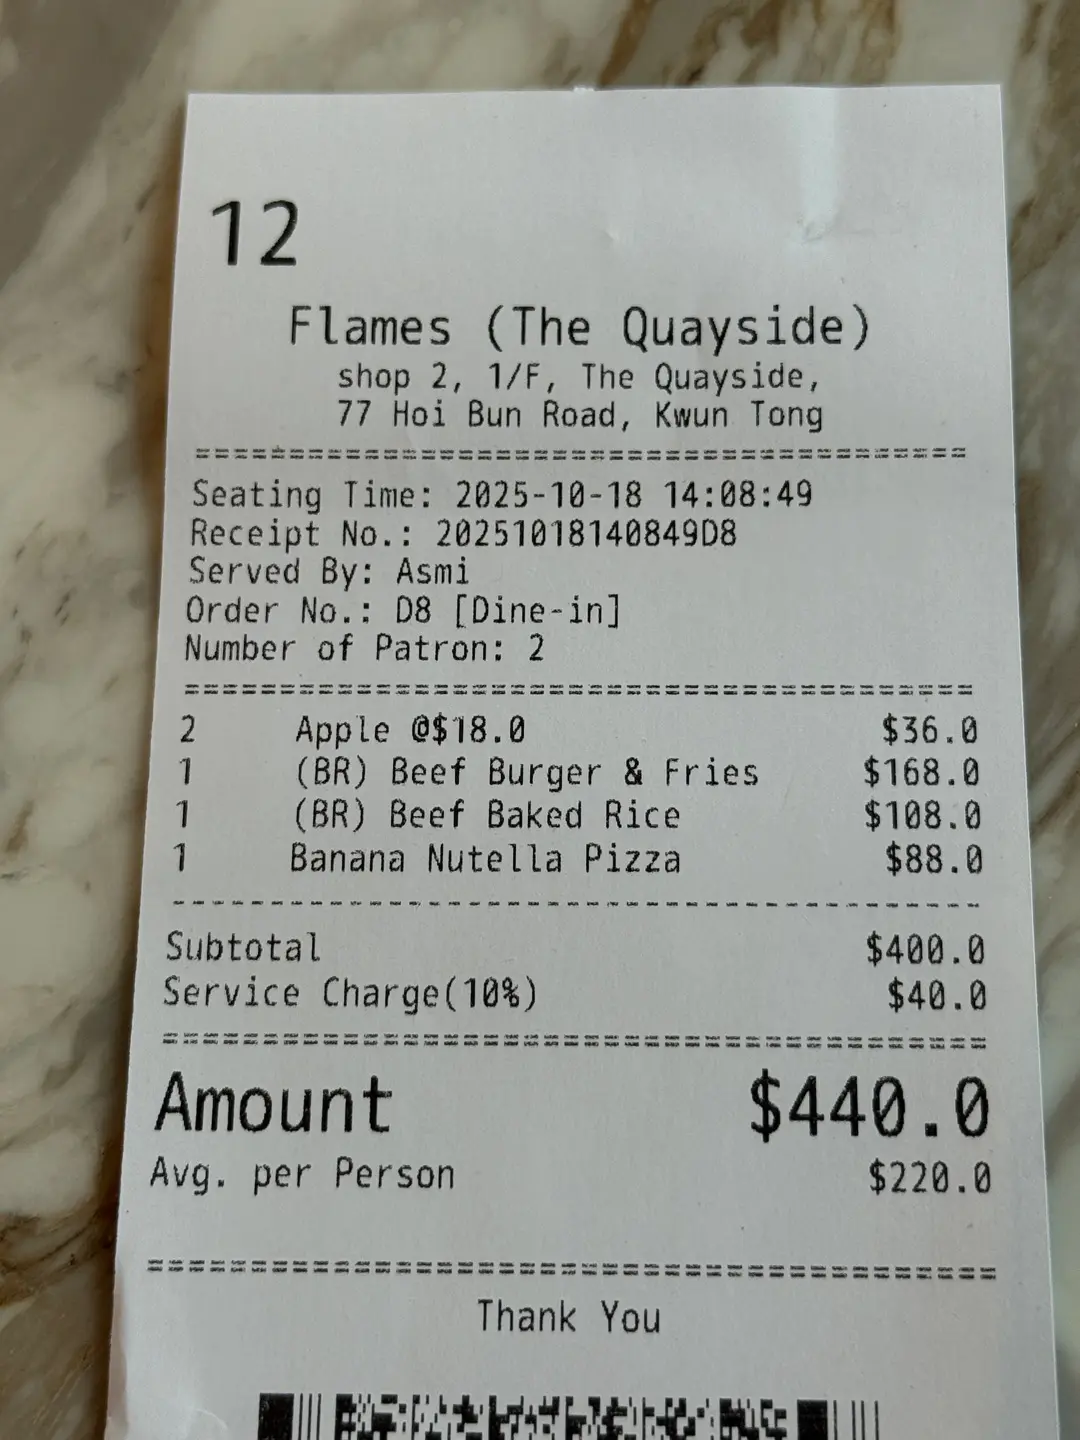 12
Flames (The Quayside)
shop 2, 1/F, The Quayside,
77 Hoi Bun Road, Kwun Tong
Seating Time: 2025-10-18 14:08:49
Receipt No.: 20251018140849D8
Served By: Asmi
Order No.: D8 [Dine-in]
Number of Patron: 2
2 Apple @$18.0 $36.0
1 (BR) Beef Burger & Fries $168.0
1 (BR) Beef Baked Rice $108.0
1 Banana Nutella Pizza $88.0
Subtotal $400.0
Service Charge(10%) $40.0
Amount $440.0
Avg. per Person $220.0
Thank You